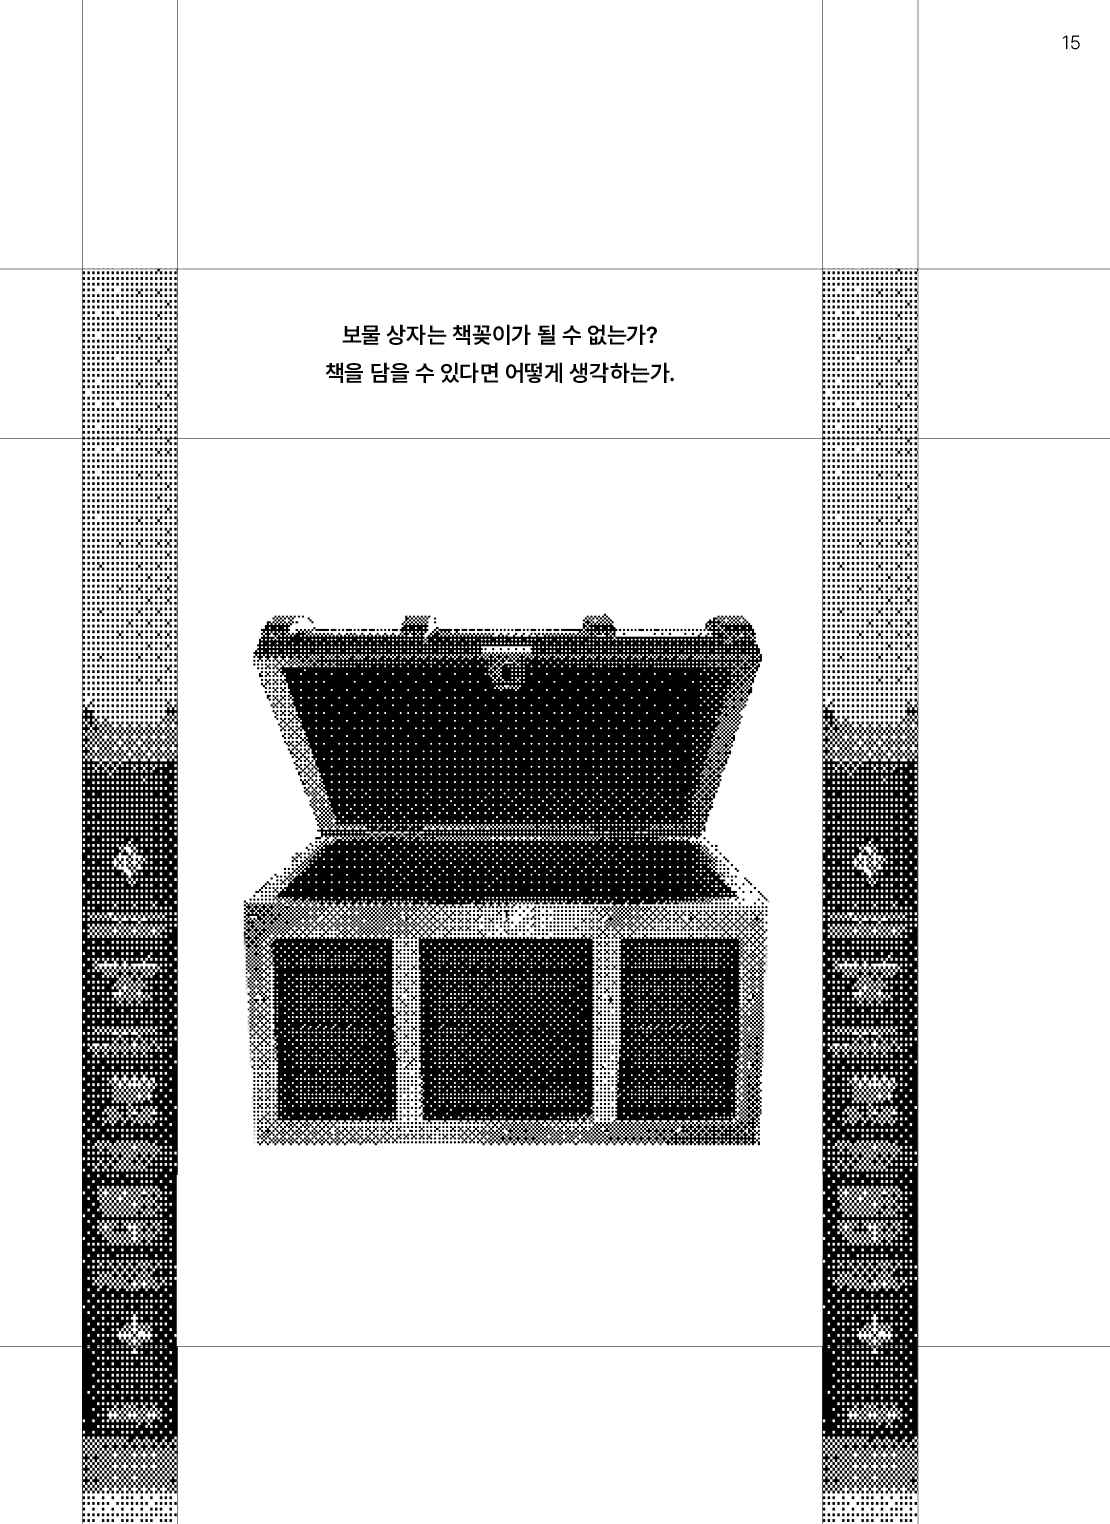 15
보물 상자는 책꽂이가 될 수 없는가?
책을 담을 수 있다면 어떻게 생각하는가.